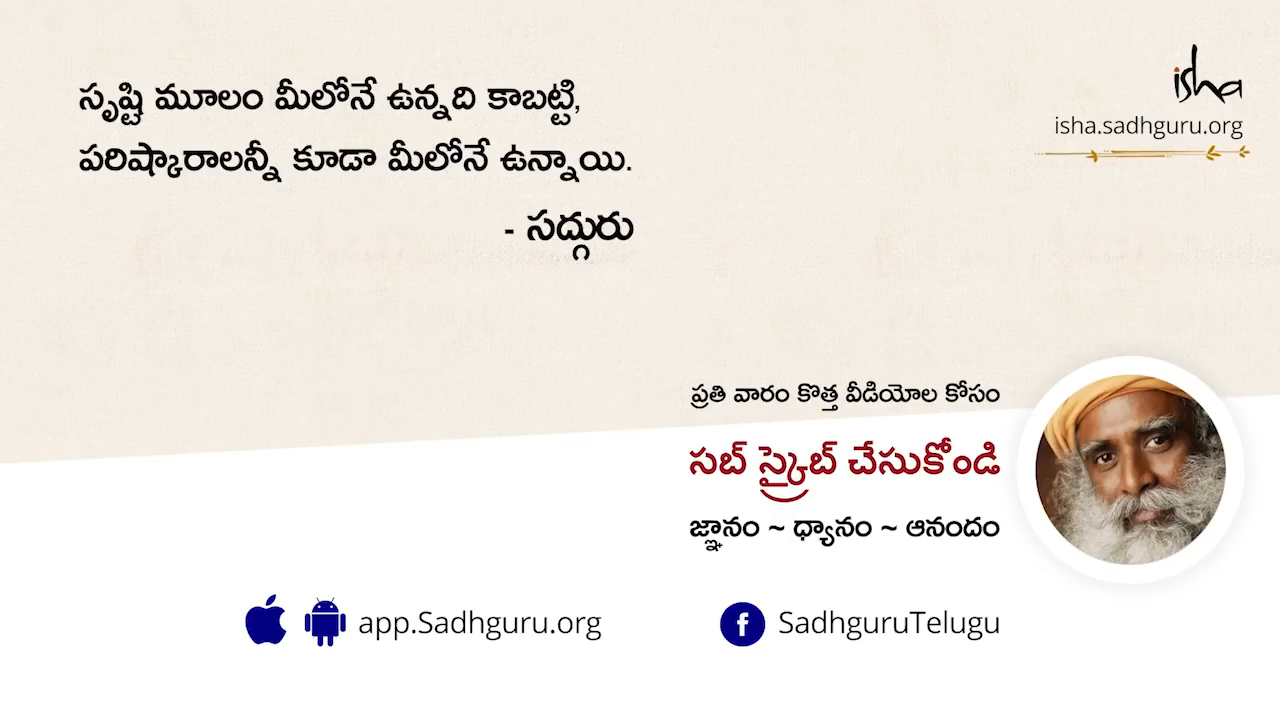 సృష్టి మూలం మీలోనే ఉన్నది కాబట్టి,
పరిష్కారాలన్నీ కూడా మీలోనే ఉన్నాయి.
- సద్గురు
isha
isha.sadhguru.org
ప్రతి వారం కొత్త వీడియోల కోసం
సబ్ స్క్రైబ్ చేసుకోండి
జ్ఞానం ~ ధ్యానం ~ ఆనందం
app.Sadhguru.org
SadhguruTelugu